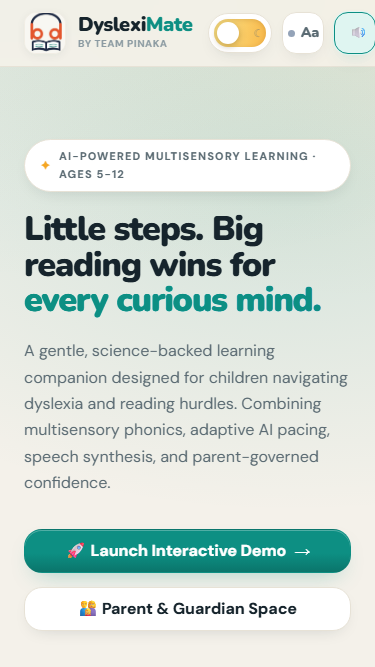 DyslexiMate
BY TEAM PINAKA
Aa
AI-POWERED MULTISENSORY LEARNING ·
AGES 5-12
Little steps. Big
reading wins for
every curious mind.
A gentle, science-backed learning
companion designed for children navigating
dyslexia and reading hurdles. Combining
multisensory phonics, adaptive AI pacing,
speech synthesis, and parent-governed
confidence.
🚀 Launch Interactive Demo →
Parent & Guardian Space